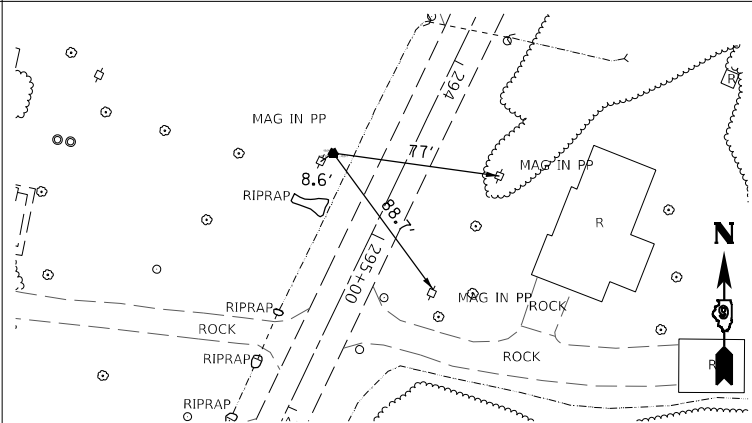 R
294
MAG IN PP
77'
MAG IN PP
8.6'
RIPRAP
88.7'
R
N
295+00
MAG IN PP
ROCK
RIPRAP
ROCK
ROCK
RIPRAP
R
RIPRAP